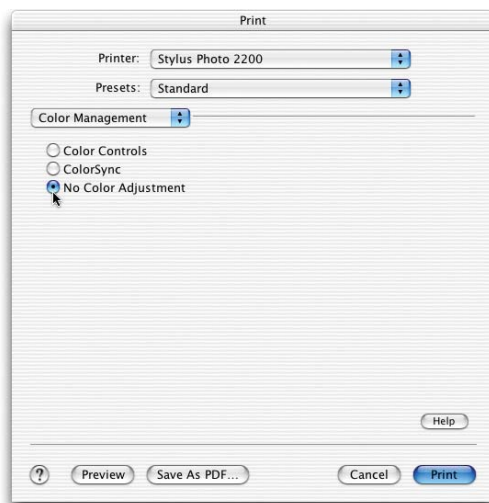 Print
Printer: Stylus Photo 2200
Presets: Standard
Color Management
Color Controls
ColorSync
No Color Adjustment
Help
? Preview Save As PDF... Cancel Print